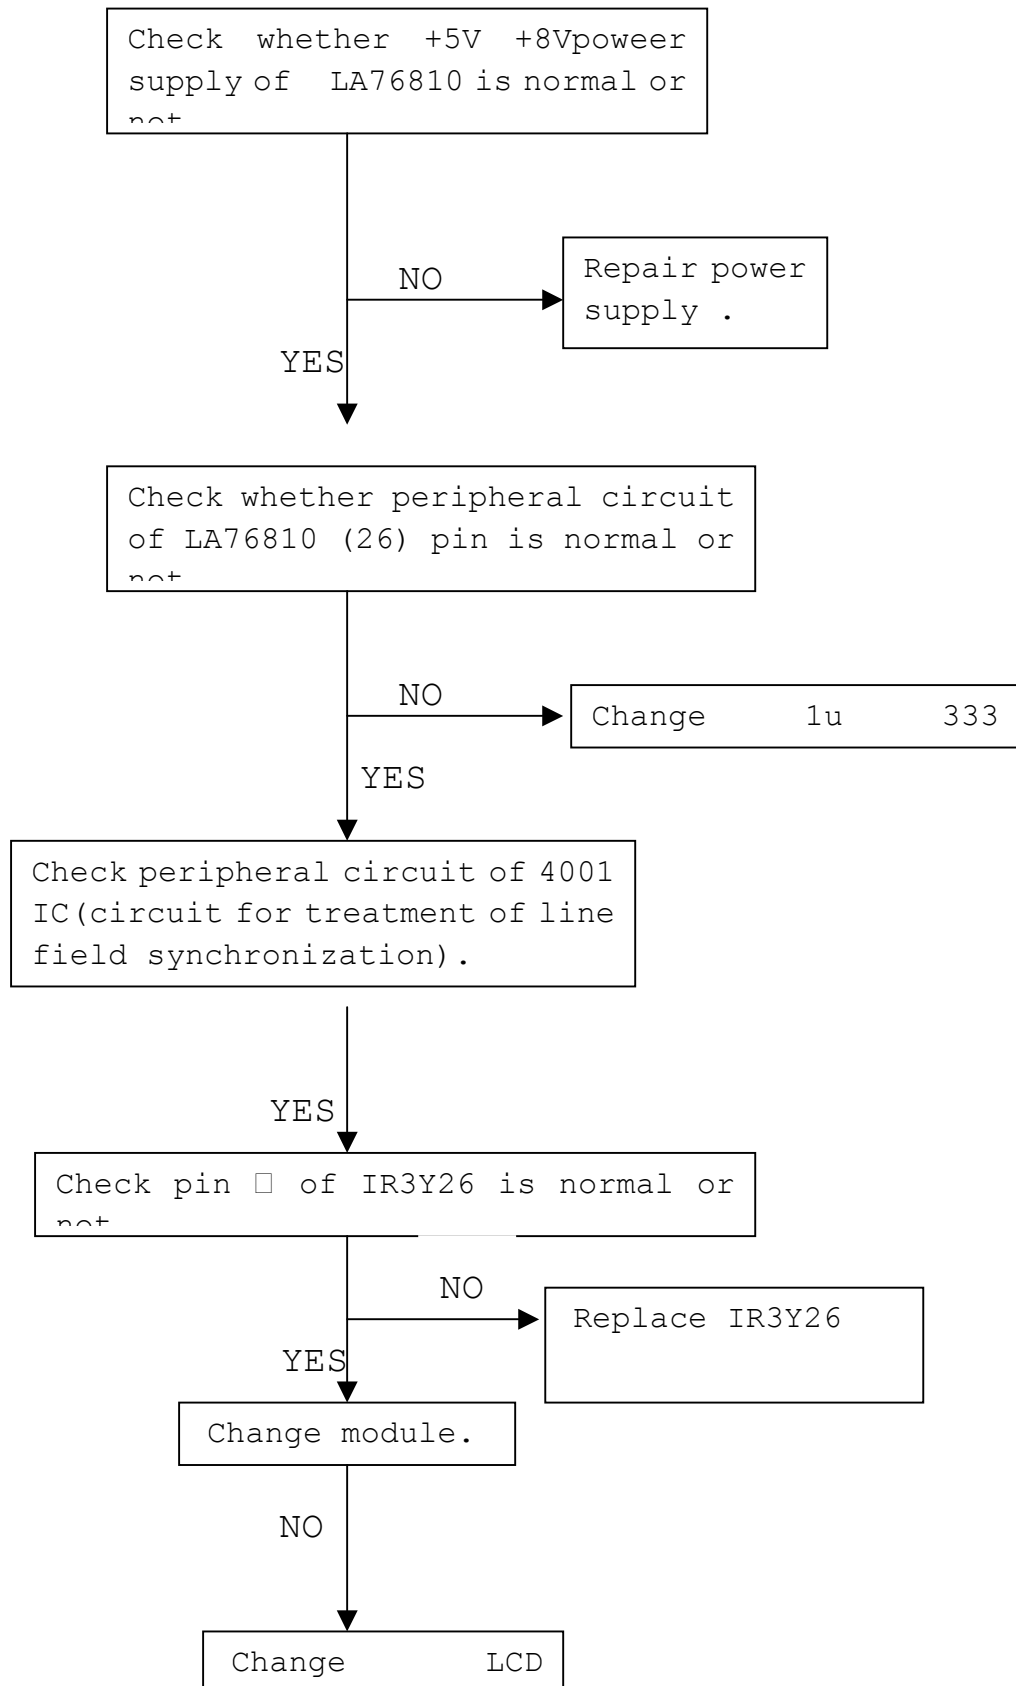 Check whether +5V +8Vpoweer
supply of LA76810 is normal or
not
NO
Repair power
supply .
YES
Check whether peripheral circuit
of LA76810 (26) pin is normal or
not
NO
Change 1u 333
YES
Check peripheral circuit of 4001
IC(circuit for treatment of line
field synchronization).
YES
Check pin □ of IR3Y26 is normal or
not
NO
Replace IR3Y26
YES
Change module.
NO
Change LCD